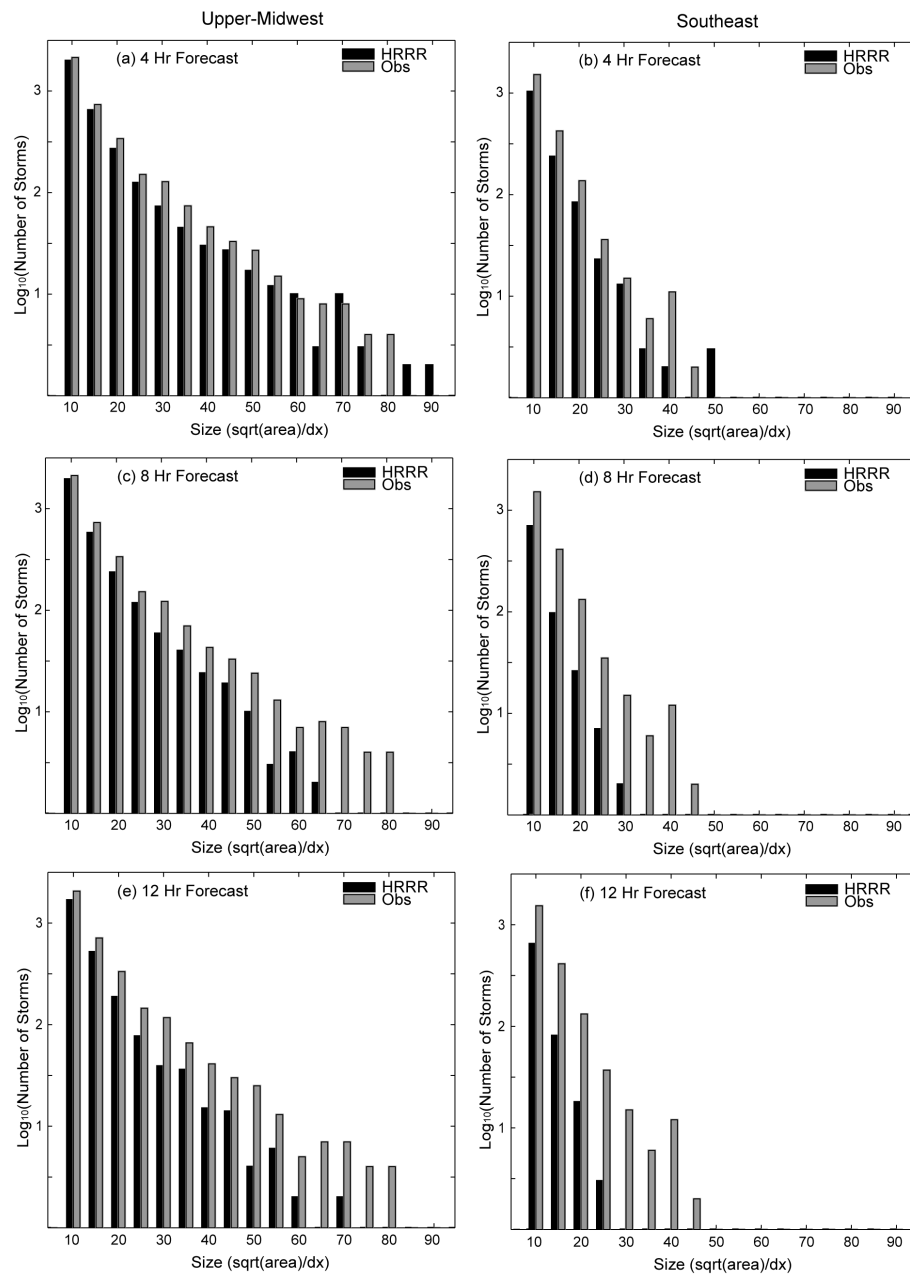 Upper-Midwest
Southeast
(a) 4 Hr Forecast
HRRR
Obs
Log₁₀(Number of Storms)
3
2
1
10 20 30 40 50 60 70 80 90
Size (sqrt(area)/dx)
(b) 4 Hr Forecast
HRRR
Obs
Log₁₀(Number of Storms)
3
2
1
10 20 30 40 50 60 70 80 90
Size (sqrt(area)/dx)
(c) 8 Hr Forecast
HRRR
Obs
Log₁₀(Number of Storms)
3
2
1
10 20 30 40 50 60 70 80 90
Size (sqrt(area)/dx)
(d) 8 Hr Forecast
HRRR
Obs
Log₁₀(Number of Storms)
3
2
1
10 20 30 40 50 60 70 80 90
Size (sqrt(area)/dx)
(e) 12 Hr Forecast
HRRR
Obs
Log₁₀(Number of Storms)
3
2
1
10 20 30 40 50 60 70 80 90
Size (sqrt(area)/dx)
(f) 12 Hr Forecast
HRRR
Obs
Log₁₀(Number of Storms)
3
2
1
10 20 30 40 50 60 70 80 90
Size (sqrt(area)/dx)